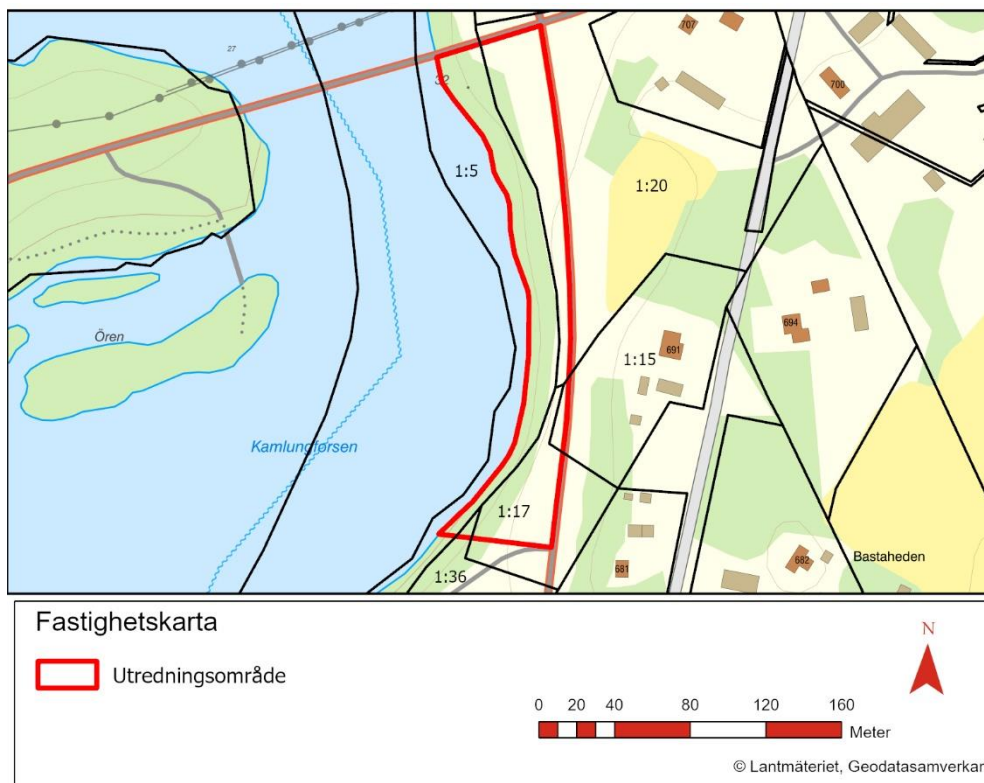 707
27
32
700
1:5
1:20
Ören
694
691
1:15
Kamlungforsen
1:17
Bastaheden
682
681
1:36
Fastighetskarta
Utredningsområde
N
0 20 40 80 120 160
Meter
© Lantmäteriet, Geodatasamverkan